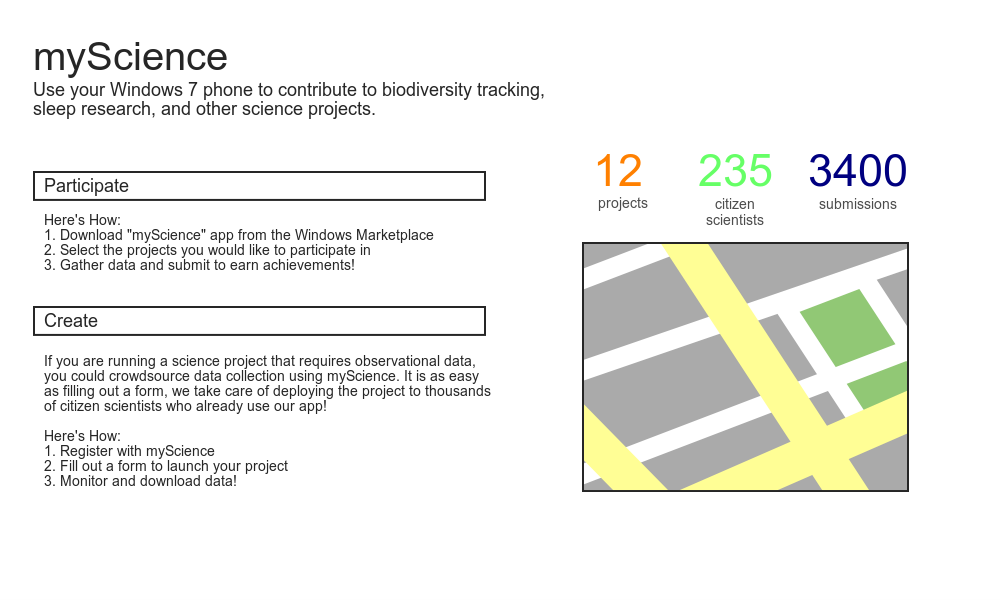 myScience
Use your Windows 7 phone to contribute to biodiversity tracking,
sleep research, and other science projects.
Participate
Here's How:
1. Download "myScience" app from the Windows Marketplace
2. Select the projects you would like to participate in
3. Gather data and submit to earn achievements!
Create
If you are running a science project that requires observational data,
you could crowdsource data collection using myScience. It is as easy
as filling out a form, we take care of deploying the project to thousands
of citizen scientists who already use our app!
Here's How:
1. Register with myScience
2. Fill out a form to launch your project
3. Monitor and download data!
12
projects
235
citizen
scientists
3400
submissions